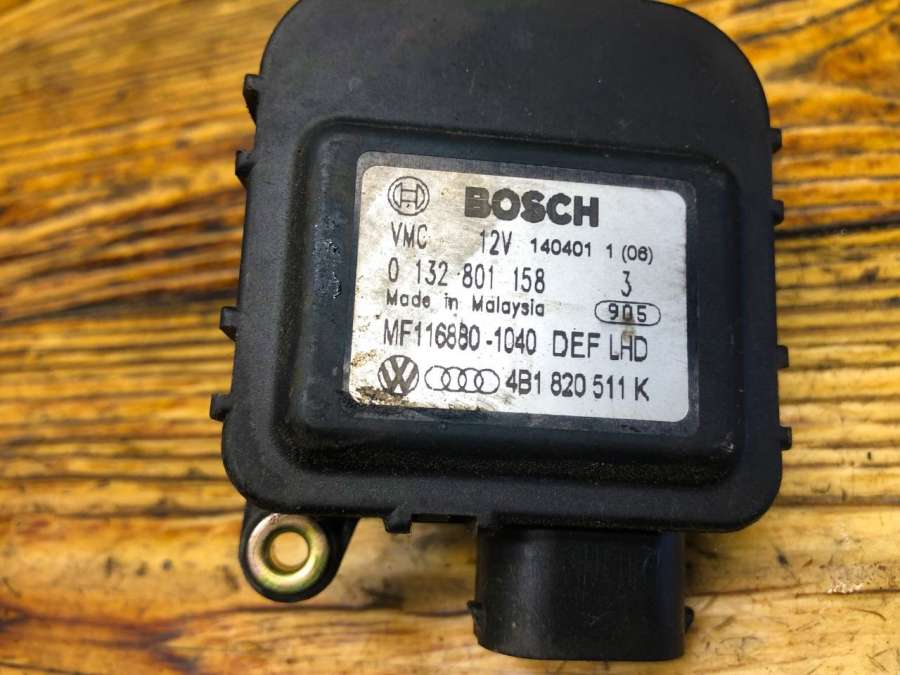 BOSCH
VMC 12V 140401 1 (06)
0 132 801 158 3
Made in Malaysia 905
MF116880-1040 DEF LHD
VW 4B1 820 511 K